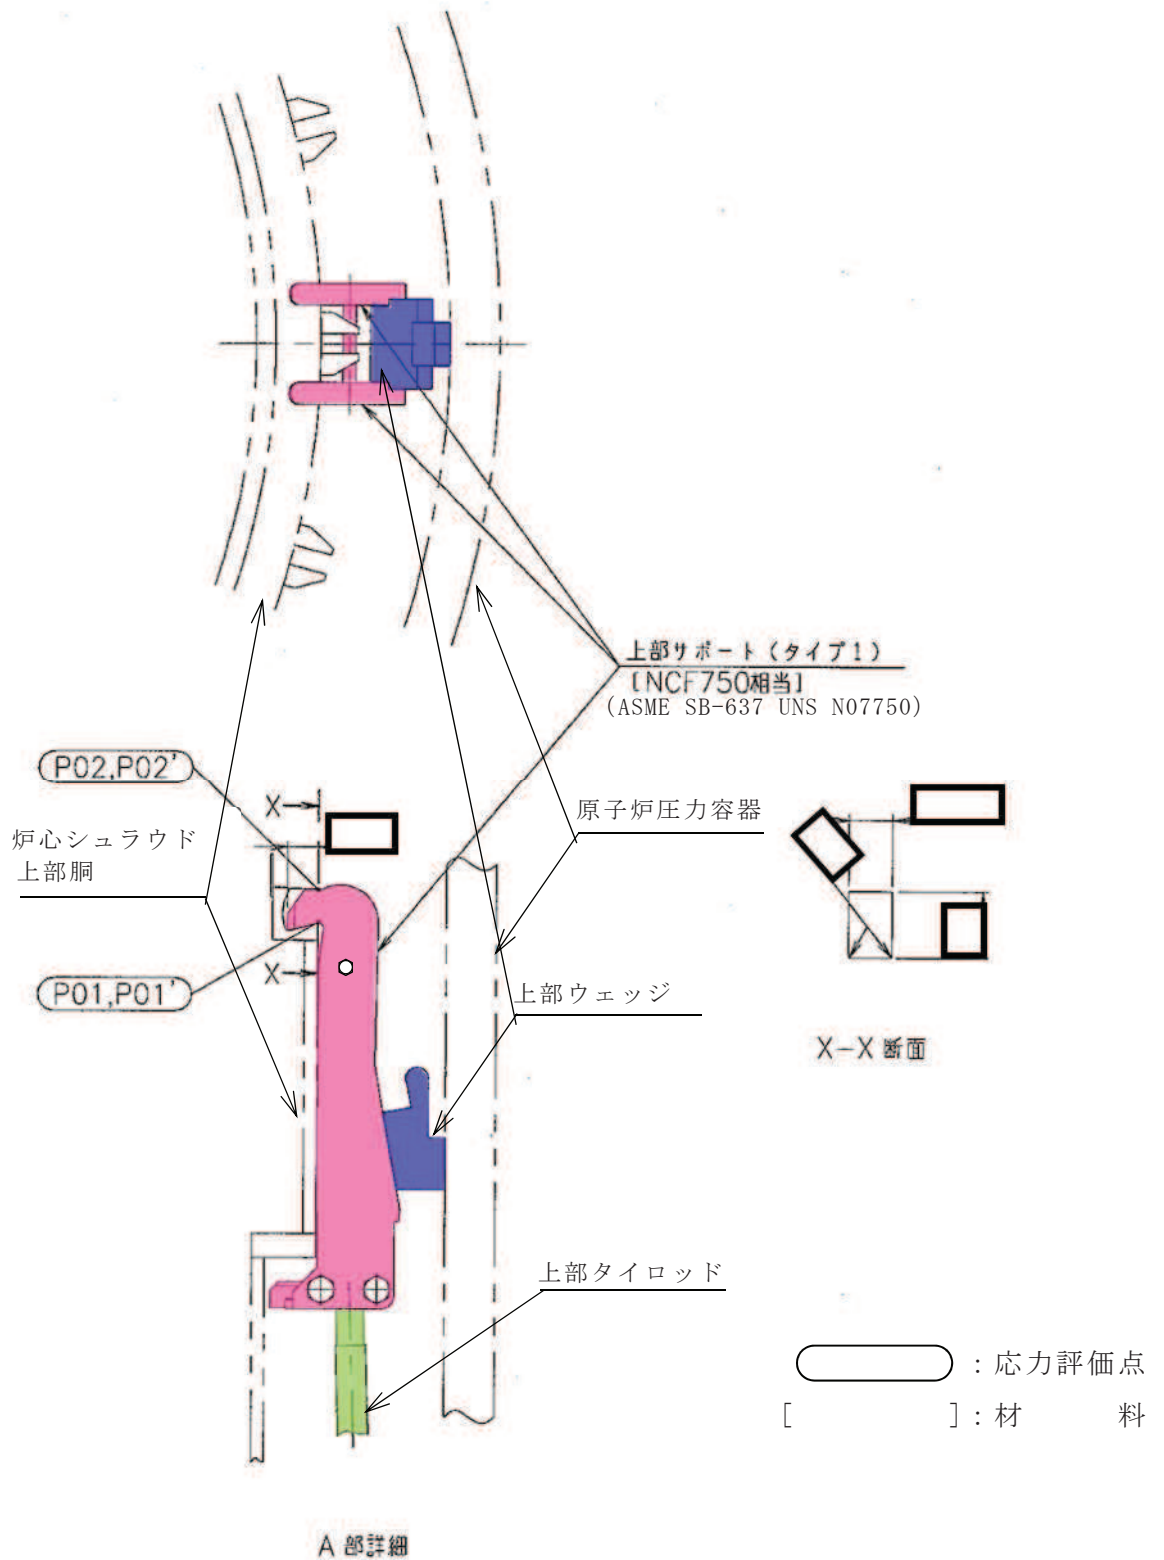 上部サポート(タイプ1)
[NCF750相当]
(ASME SB-637 UNS N07750)
P02,P02'
X
原子炉圧力容器
炉心シュラウド
上部胴
X
P01,P01'
上部ウェッジ
X-X 断面
上部タイロッド
:応力評価点
[ ]:材 料
A 部詳細